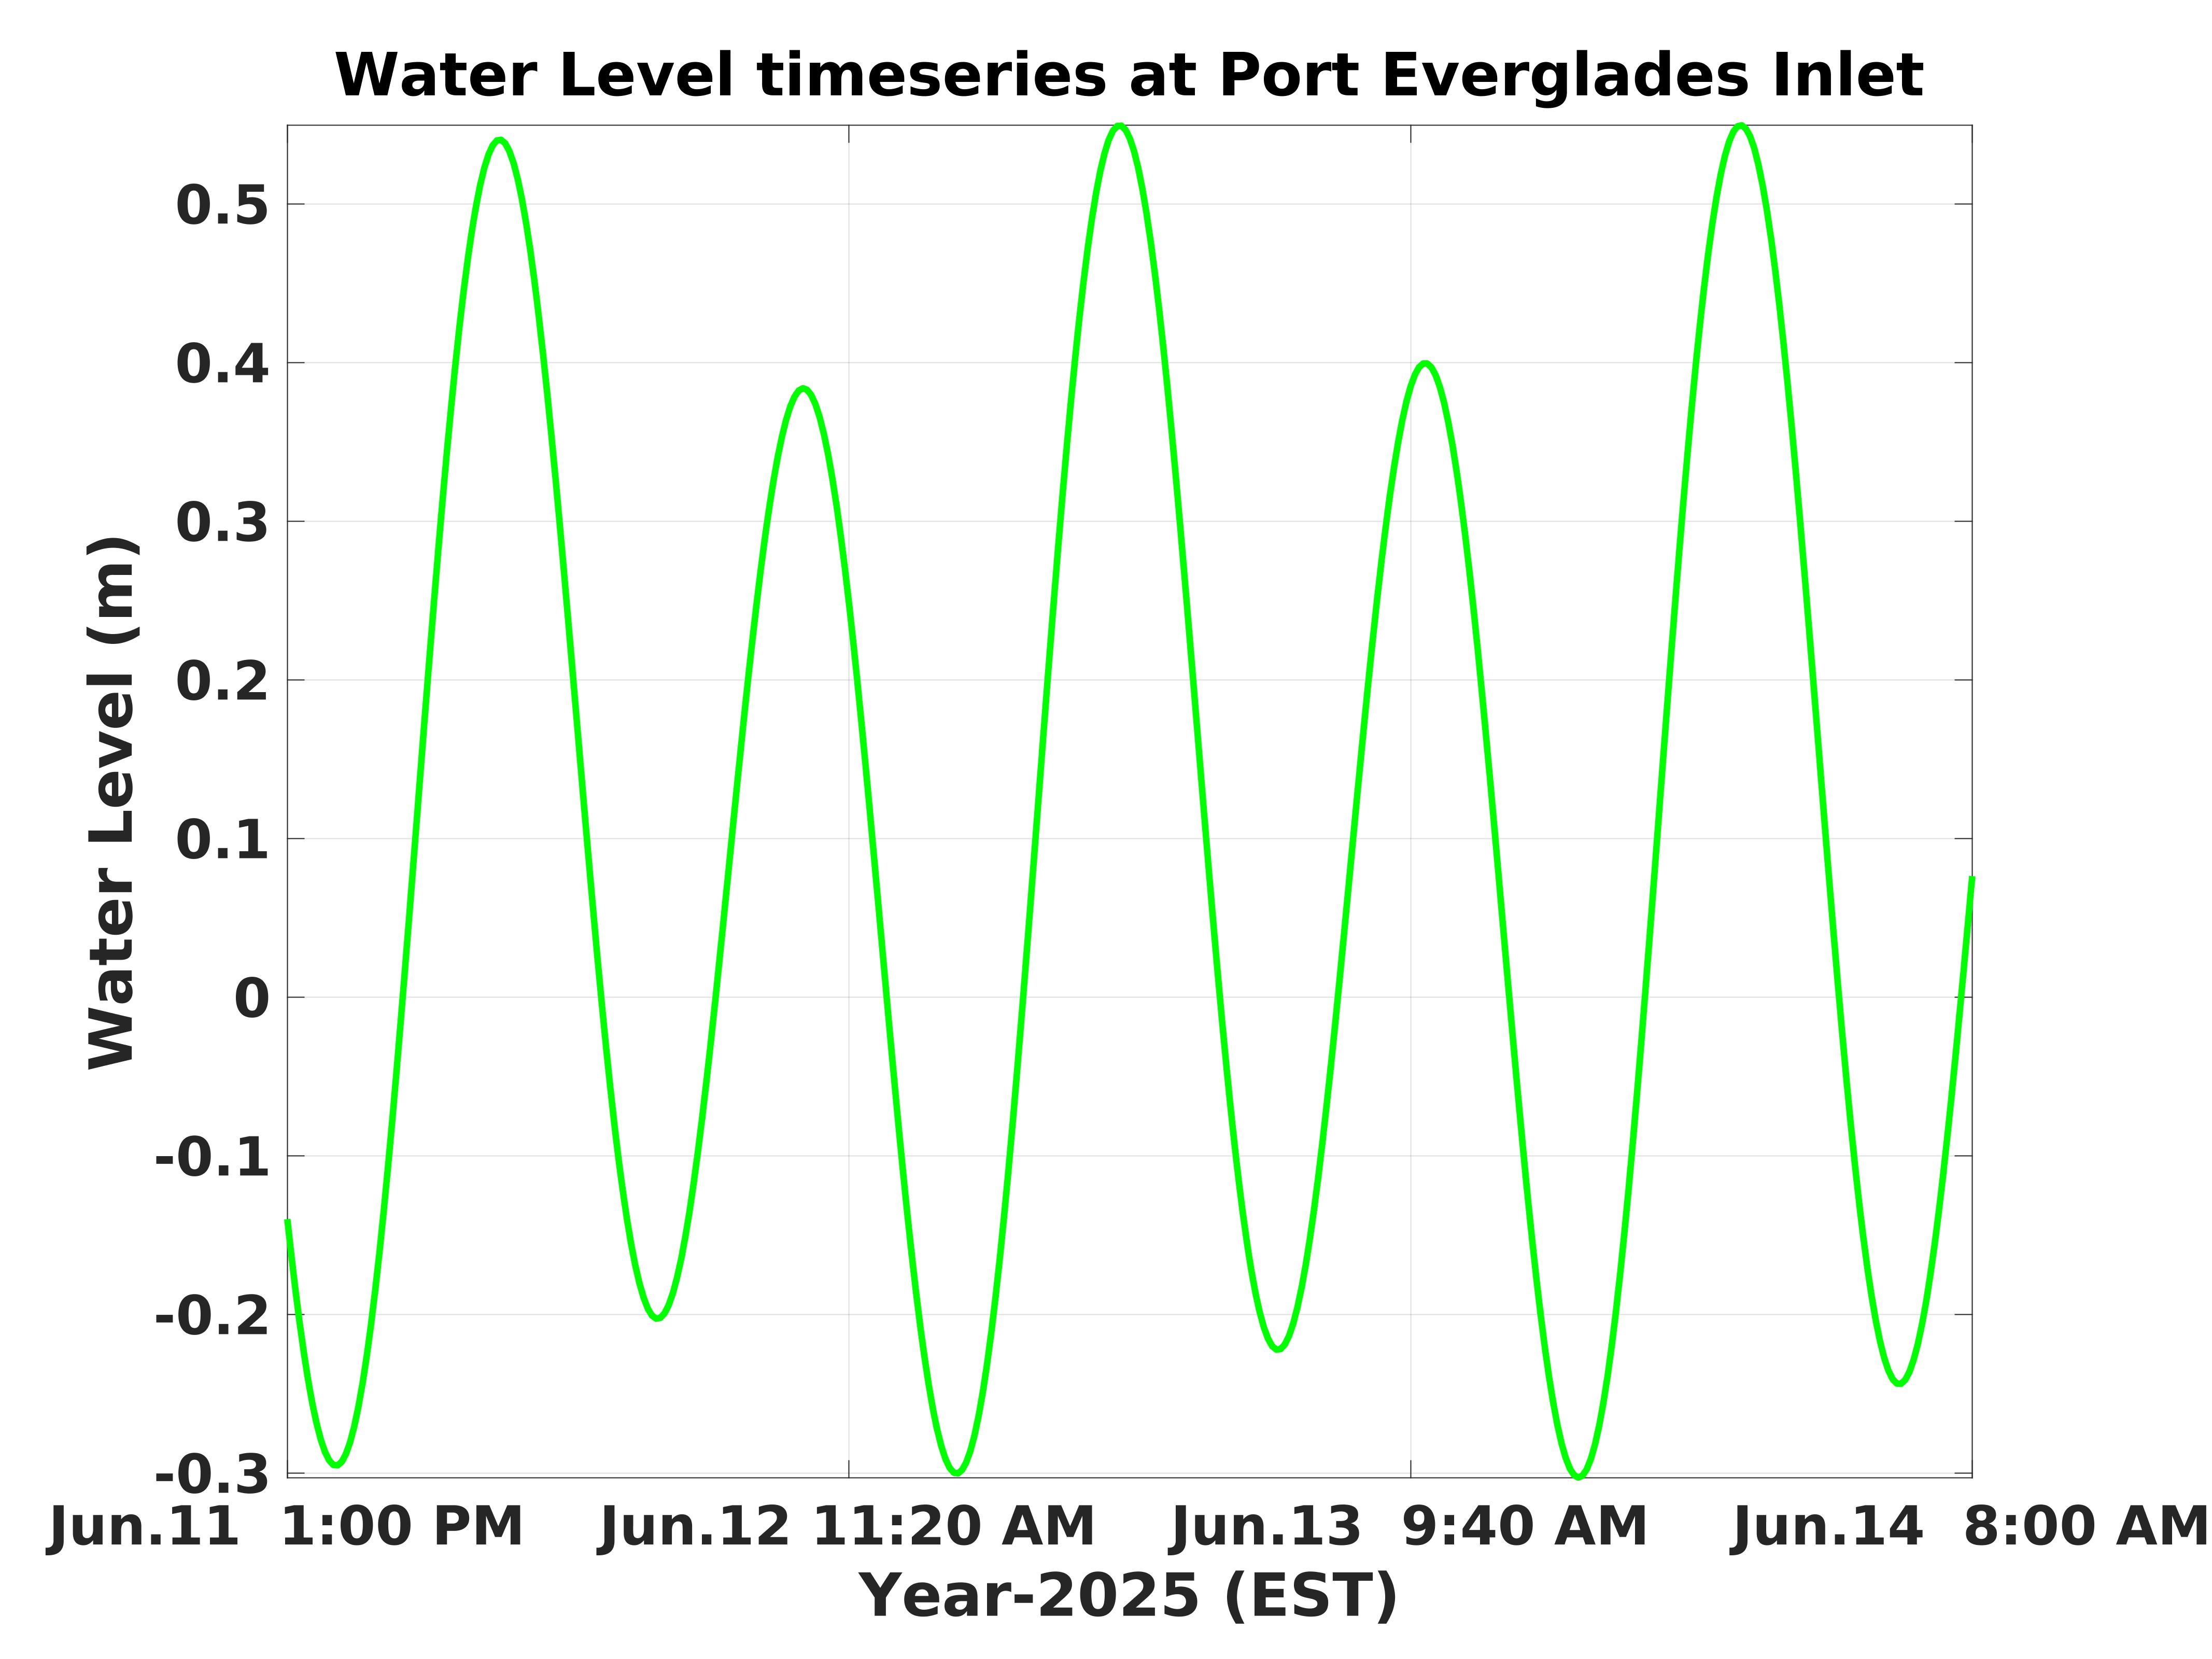 Water Level timeseries at Port Everglades Inlet
0.5
0.4
0.3
0.2
0.1
0
-0.1
-0.2
-0.3
Water Level (m)
Jun.11 1:00 PM Jun.12 11:20 AM Jun.13 9:40 AM Jun.14 8:00 AM
Year-2025 (EST)